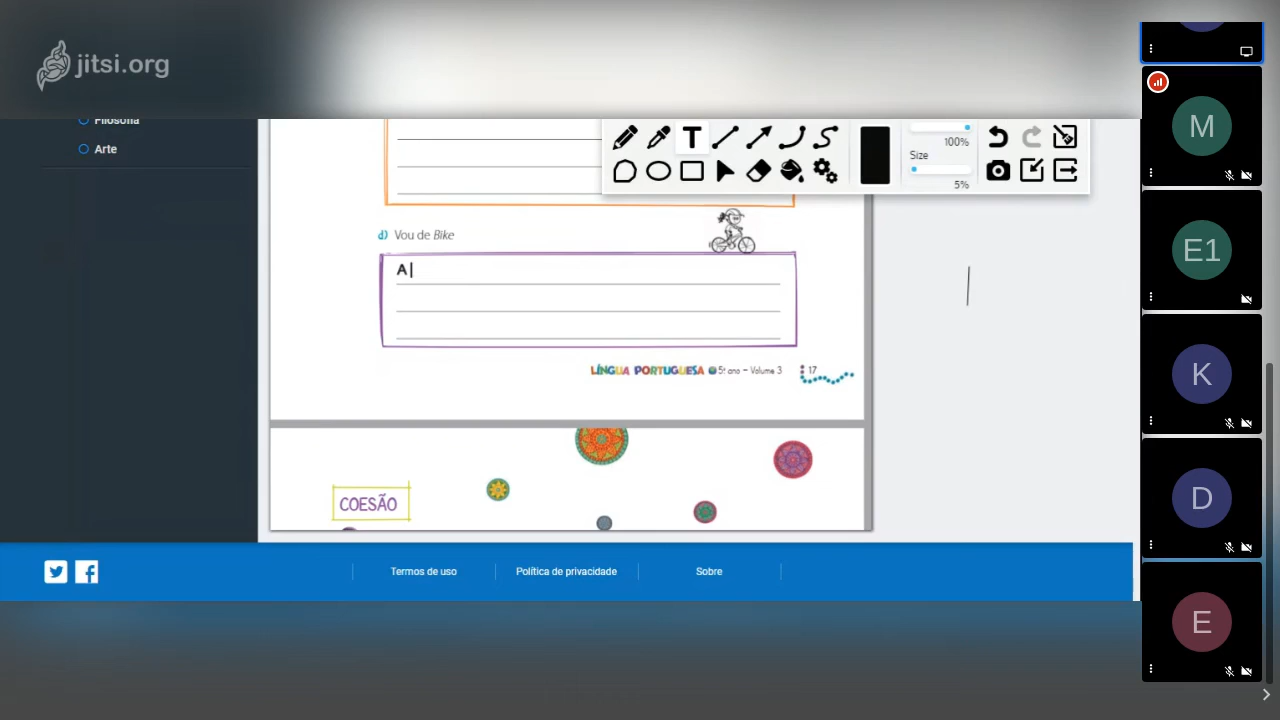 jitsi.org
Filosofia
Arte
T
100%
Size
5%
d) Vou de Bike
A
LÍNGUA PORTUGUESA 5º ano – Volume 3
17
COESÃO
Termos de uso
Política de privacidade
Sobre
M
E1
K
D
E